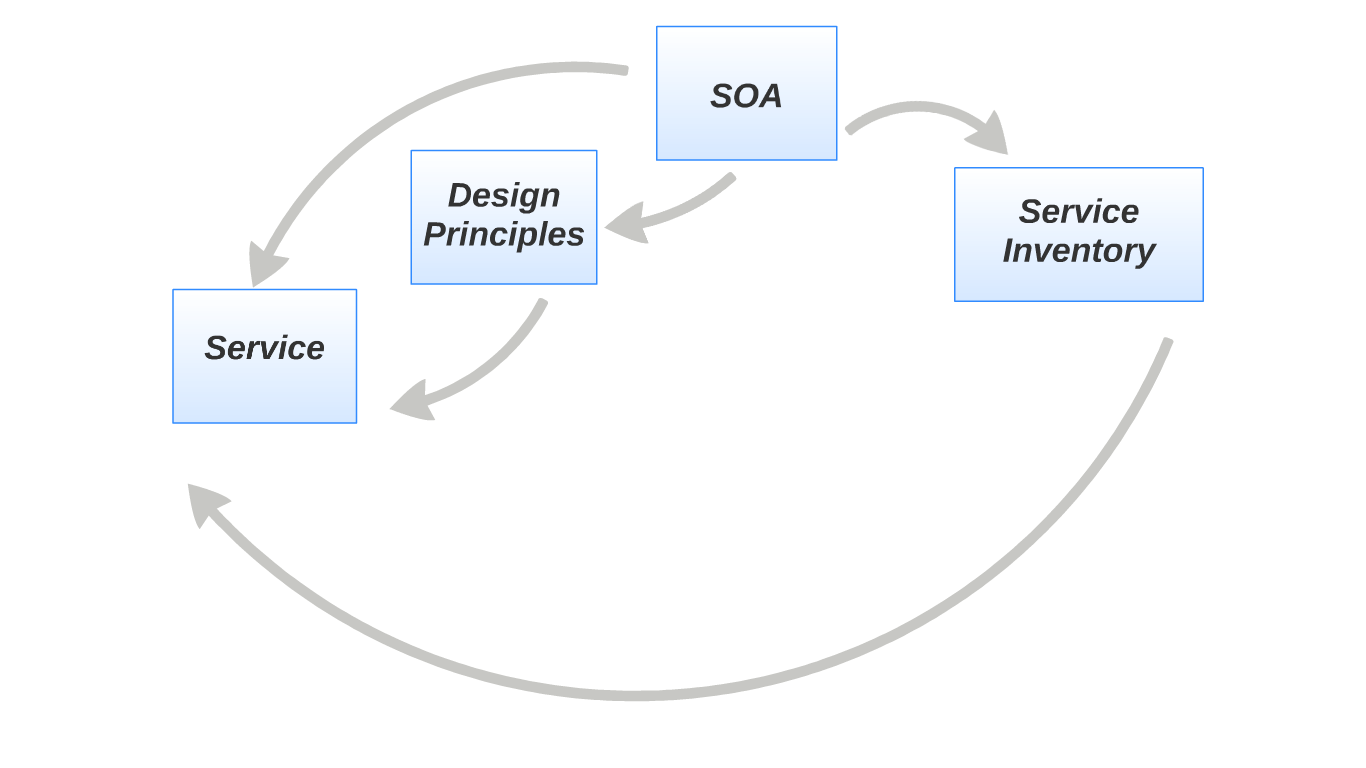 SOA
Design
Principles
Service
Inventory
Service